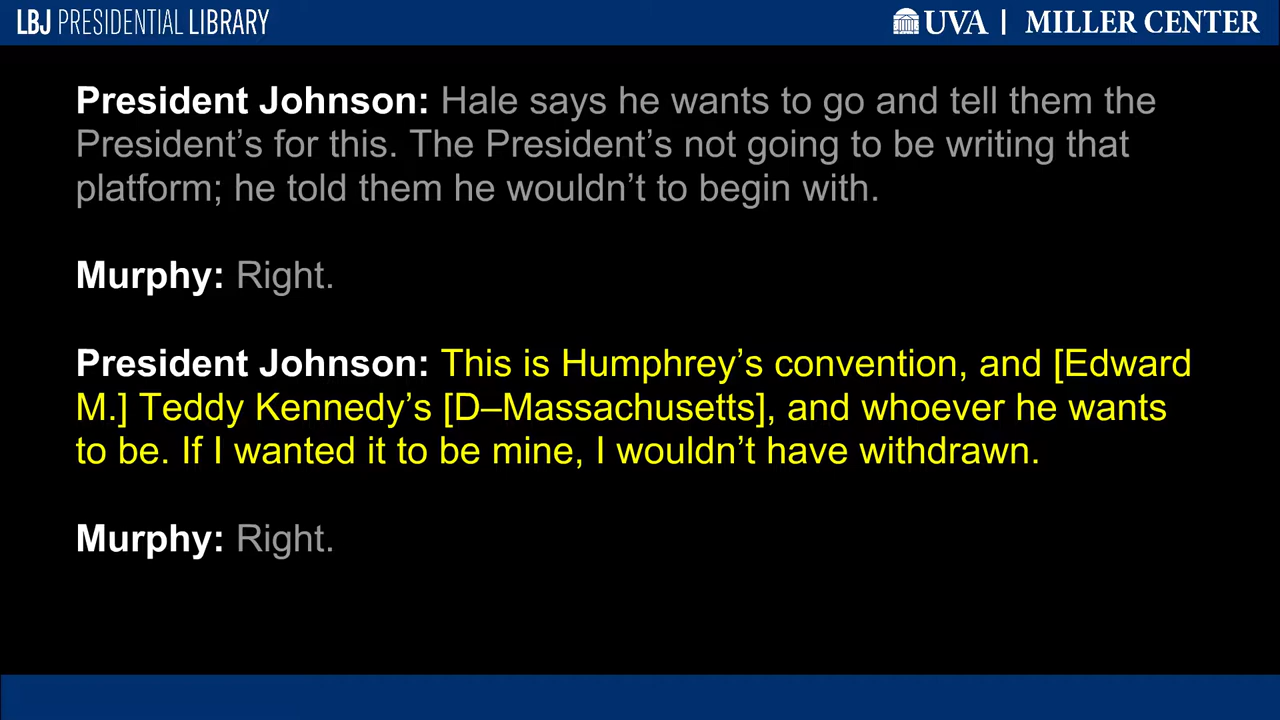 LBJ PRESIDENTIAL LIBRARY
UVA | MILLER CENTER
President Johnson: Hale says he wants to go and tell them the
President’s for this. The President’s not going to be writing that
platform; he told them he wouldn’t to begin with.
Murphy: Right.
President Johnson: This is Humphrey’s convention, and [Edward
M.] Teddy Kennedy’s [D–Massachusetts], and whoever he wants
to be. If I wanted it to be mine, I wouldn’t have withdrawn.
Murphy: Right.